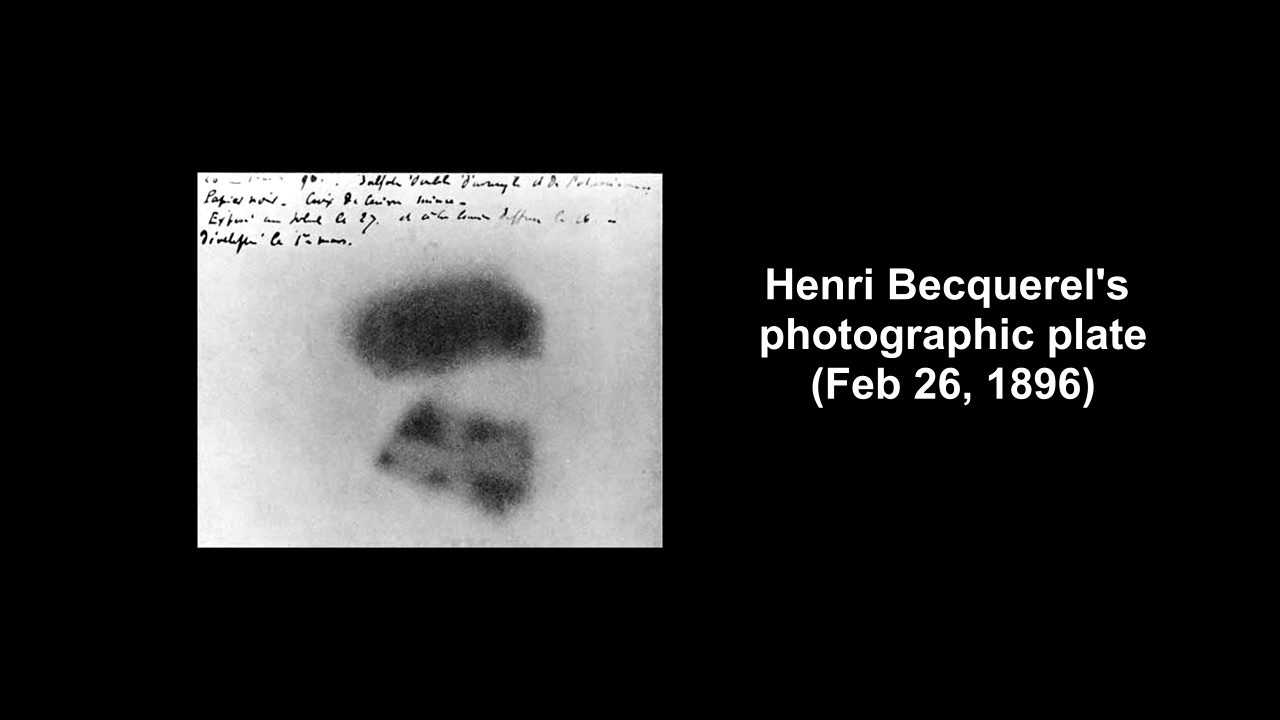 90. Sulfate double d'uranyle et de Potassium
Papier noir. Croix de cuivre mince.
Exposé au soleil le 27. et à la lumière diffuse le 26.
Développé le 1er mars.
Henri Becquerel's
photographic plate
(Feb 26, 1896)